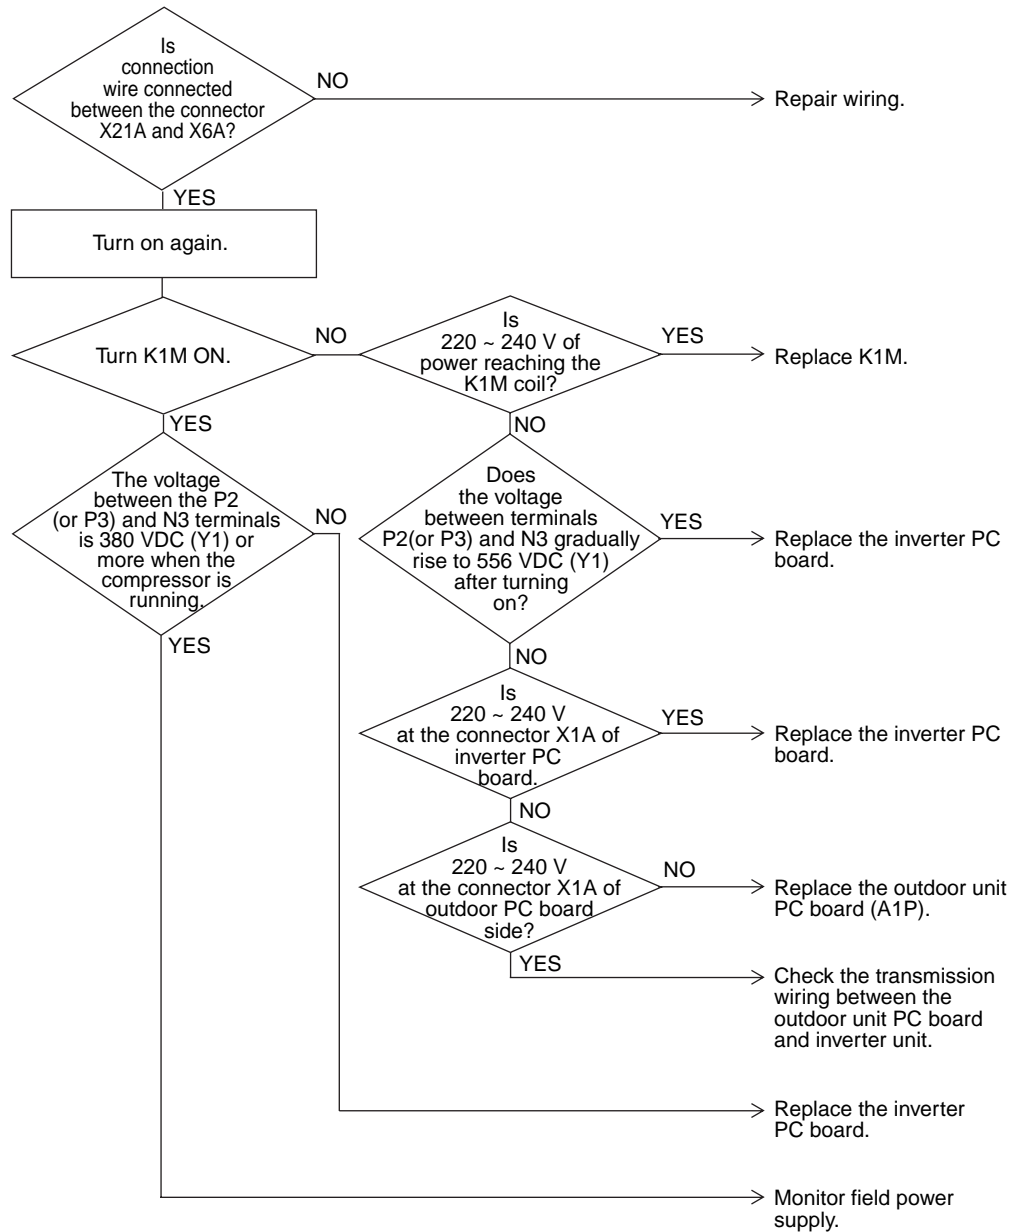 Is
connection
wire connected
between the connector
X21A and X6A?
NO
Repair wiring.
YES
Turn on again.
Turn K1M ON.
NO
Is
220 ~ 240 V of
power reaching the
K1M coil?
YES
Replace K1M.
YES
NO
The voltage
between the P2
(or P3) and N3 terminals
is 380 VDC (Y1) or
more when the
compressor is
running.
NO
Does
the voltage
between terminals
P2(or P3) and N3 gradually
rise to 556 VDC (Y1)
after turning
on?
YES
Replace the inverter PC
board.
YES
NO
Is
220 ~ 240 V
at the connector X1A of
inverter PC
board.
YES
Replace the inverter PC
board.
NO
Is
220 ~ 240 V
at the connector X1A of
outdoor PC board
side?
NO
Replace the outdoor unit
PC board (A1P).
YES
Check the transmission
wiring between the
outdoor unit PC board
and inverter unit.
Replace the inverter
PC board.
Monitor field power
supply.